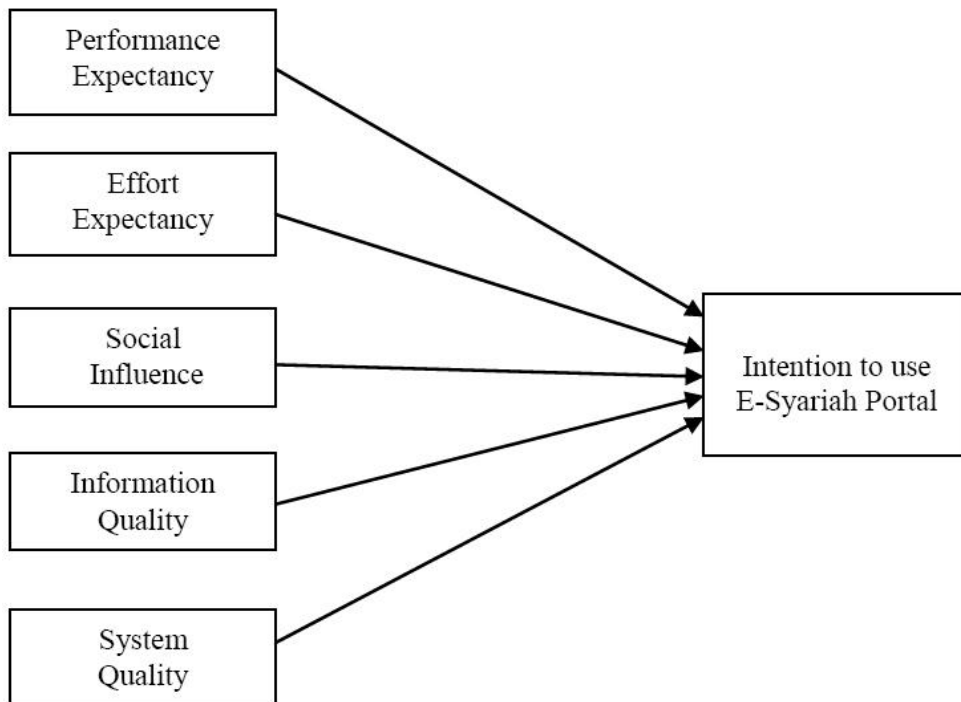 Performance
Expectancy
Effort
Expectancy
Social
Influence
Intention to use
E-Syariah Portal
Information
Quality
System
Quality